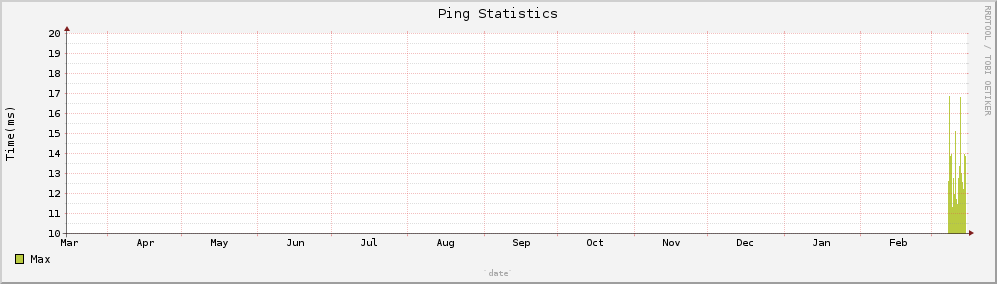 Ping Statistics
RRDTOOL / TOBI OETIKER
Time(ms)
20
19
18
17
16
15
14
13
12
11
10
Mar Apr May Jun Jul Aug Sep Oct Nov Dec Jan Feb
Max
`date`